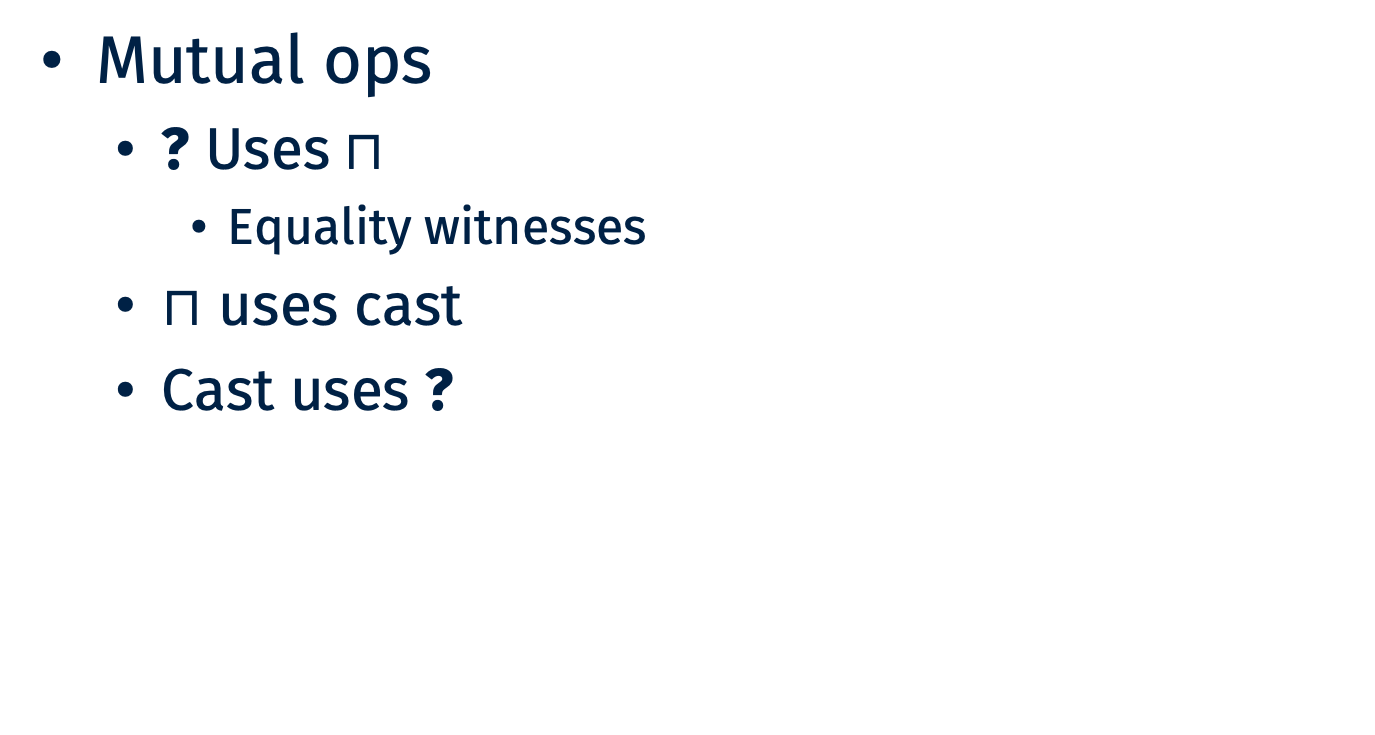 • Mutual ops
• ? Uses ⊓
• Equality witnesses
• ⊓ uses cast
• Cast uses ?